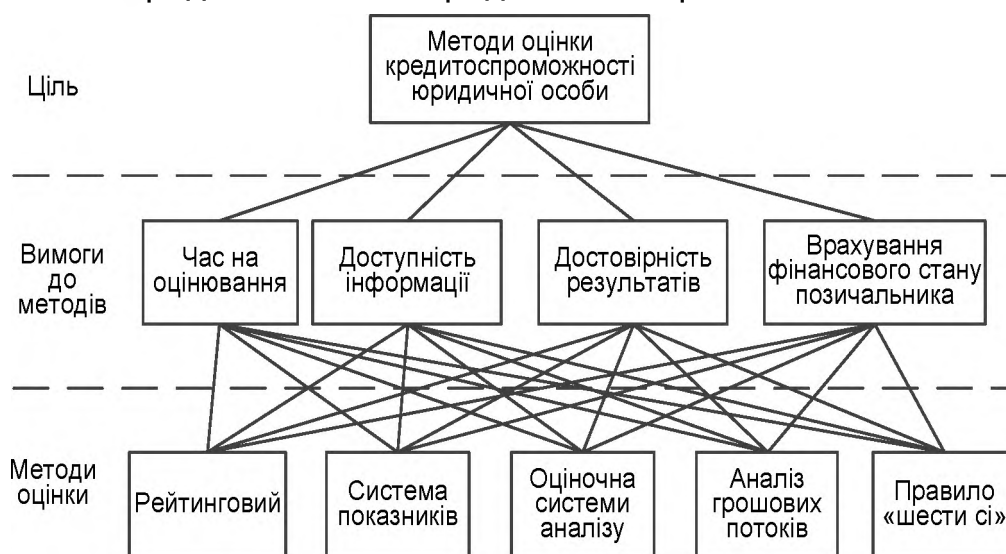 Методи оцінки
кредитоспроможності
юридичної особи
Ціль
Вимоги
до
методів
Час на
оцінювання
Доступність
інформації
Достовірність
результатів
Врахування
фінансового стану
позичальника
Методи
оцінки
Рейтинговий
Система
показників
Оціночна
системи
аналізу
Аналіз
грошових
потоків
Правило
«шести сі»